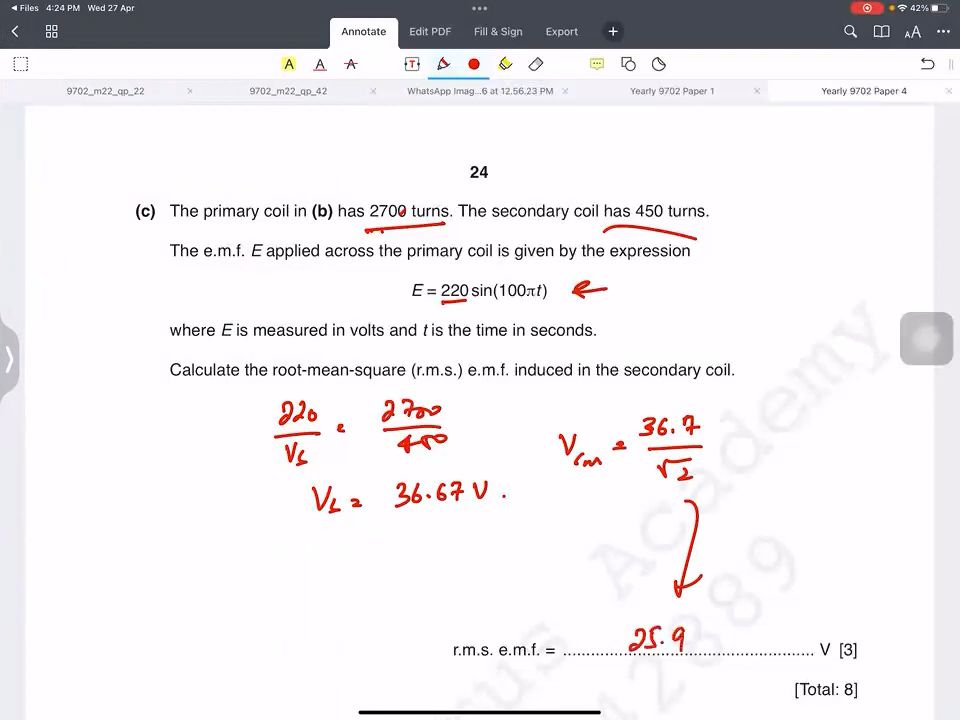 Files 4:24 PM Wed 27 Apr 42%
Annotate Edit PDF Fill & Sign Export
9702_m22_qp_22 9702_m22_qp_42 WhatsApp Imag...6 at 12.56.23 PM Yearly 9702 Paper 1 Yearly 9702 Paper 4
24
(c) The primary coil in (b) has 2700 turns. The secondary coil has 450 turns.
The e.m.f. E applied across the primary coil is given by the expression
E = 220 sin(100πt)
where E is measured in volts and t is the time in seconds.
Calculate the root-mean-square (r.m.s.) e.m.f. induced in the secondary coil.
220/Vs = 2700/450
Vs = 36.67 V.
Vrms = 36.7/√2
25.9
r.m.s. e.m.f. = ...................................................... V [3]
[Total: 8]
Academy
12889